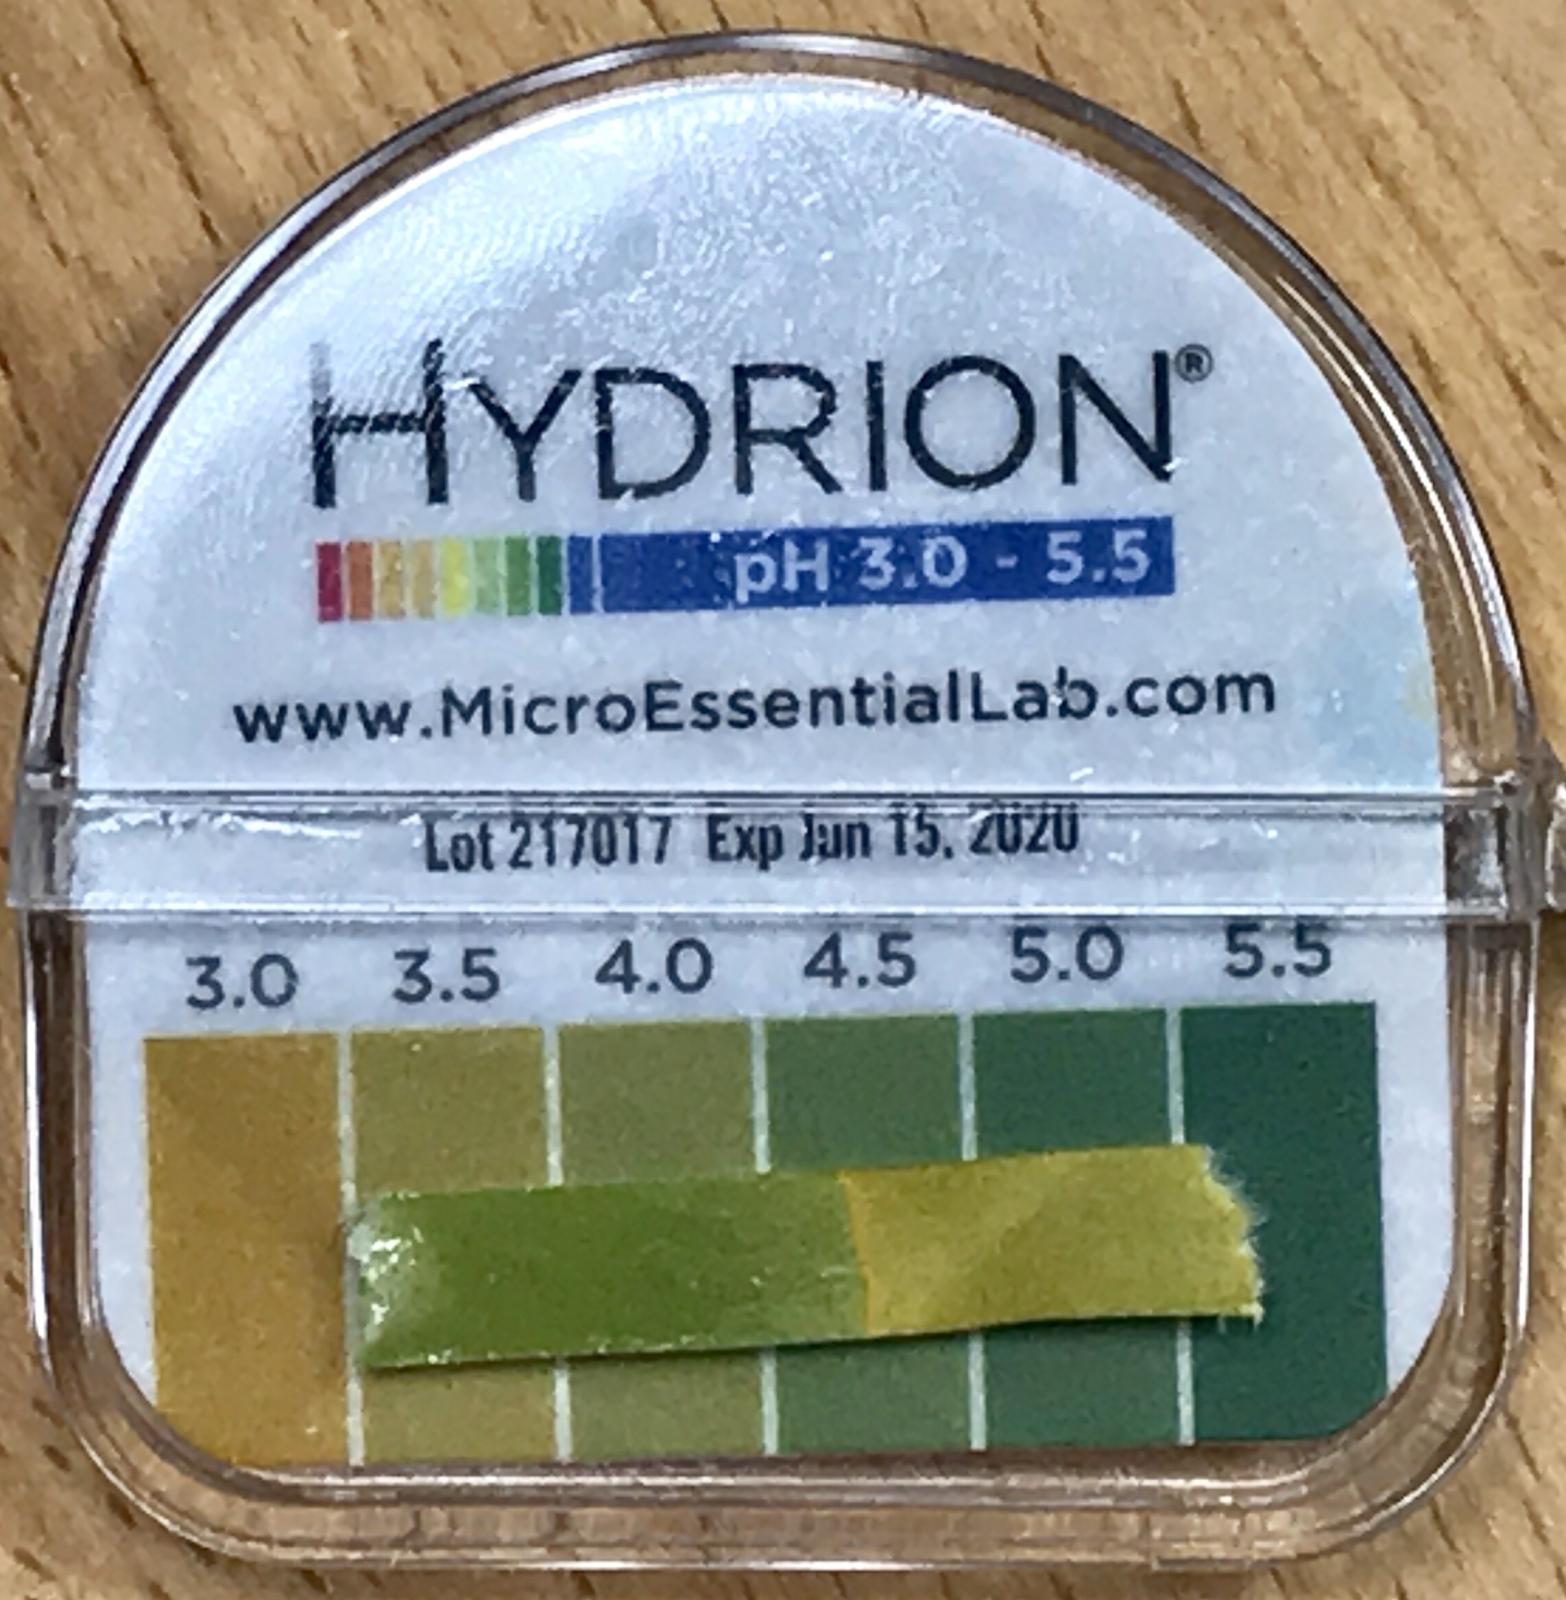 HYDRION®
pH 3.0 - 5.5
www.MicroEssentialLab.com
Lot 217017 Exp Jun 15, 2020
3.0 3.5 4.0 4.5 5.0 5.5